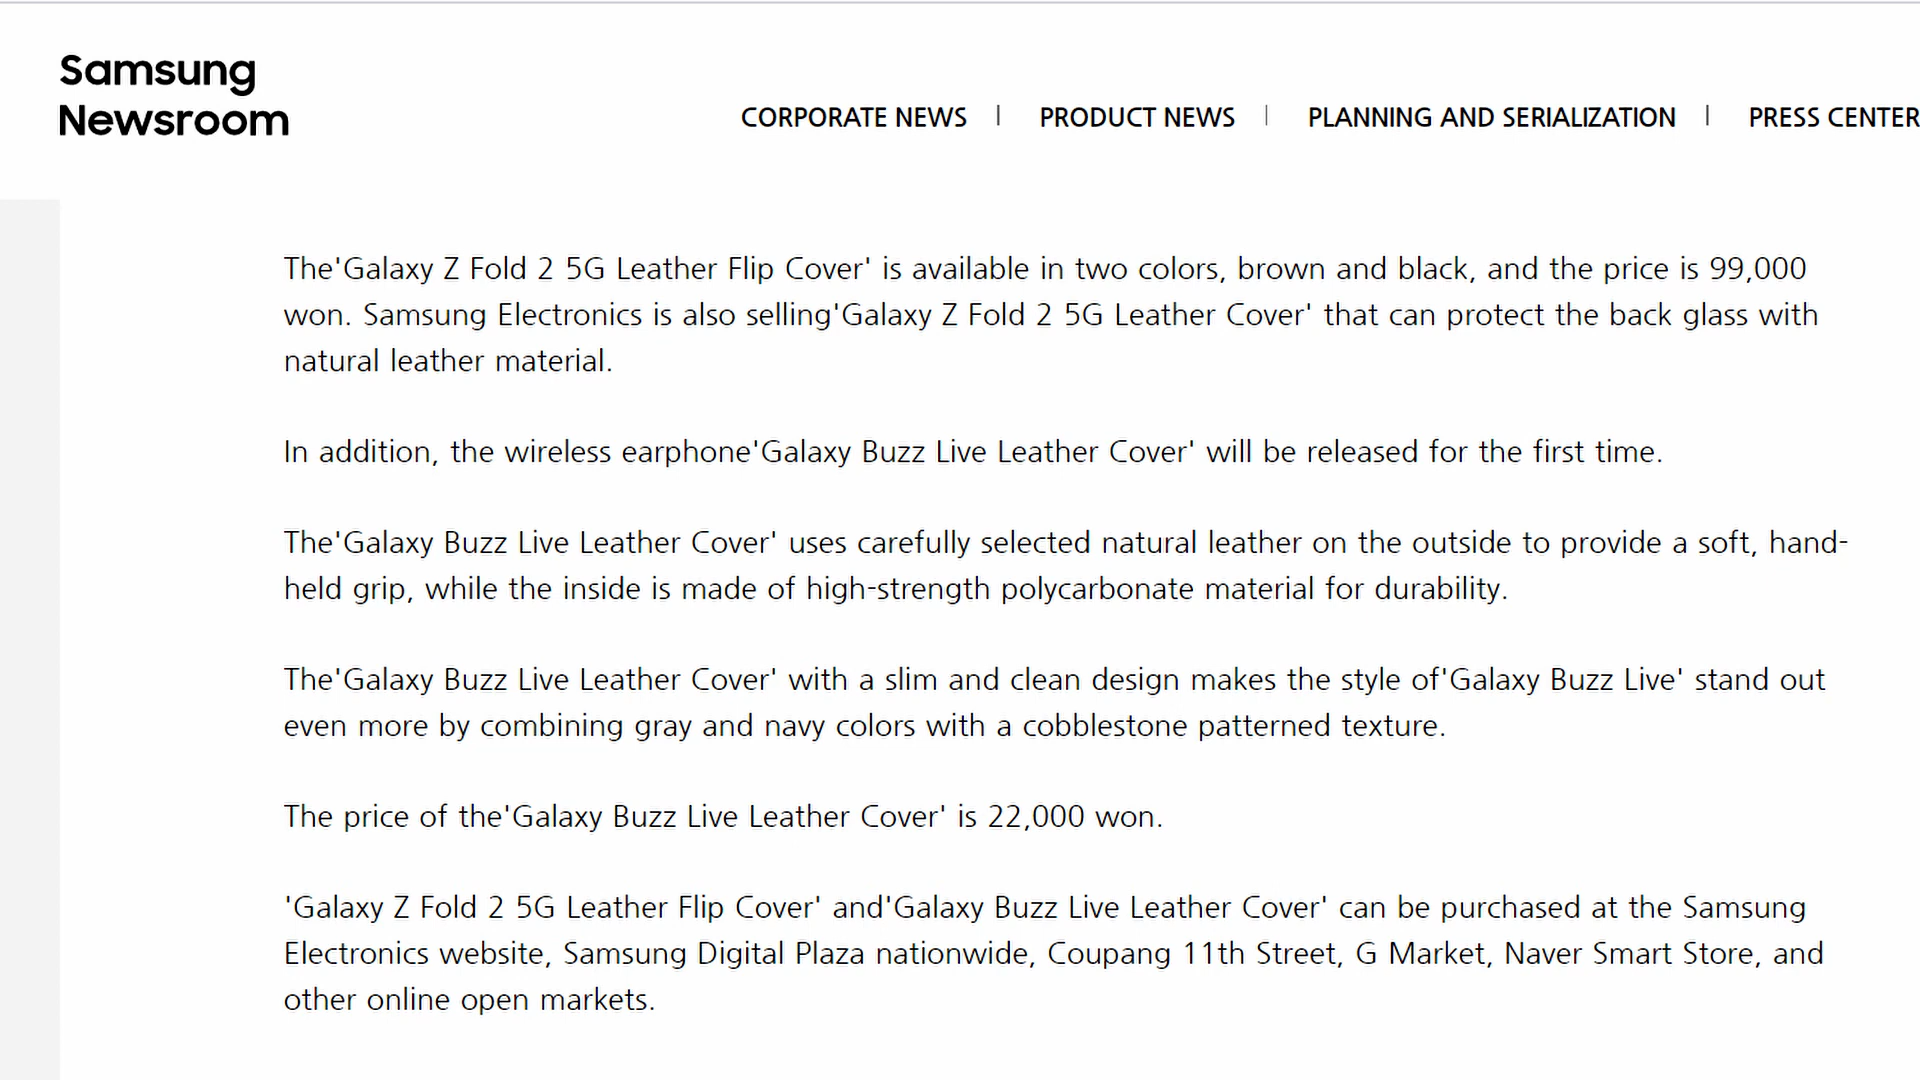 Samsung
Newsroom
CORPORATE NEWS | PRODUCT NEWS | PLANNING AND SERIALIZATION | PRESS CENTER
The'Galaxy Z Fold 2 5G Leather Flip Cover' is available in two colors, brown and black, and the price is 99,000
won. Samsung Electronics is also selling'Galaxy Z Fold 2 5G Leather Cover' that can protect the back glass with
natural leather material.
In addition, the wireless earphone'Galaxy Buzz Live Leather Cover' will be released for the first time.
The'Galaxy Buzz Live Leather Cover' uses carefully selected natural leather on the outside to provide a soft, hand-
held grip, while the inside is made of high-strength polycarbonate material for durability.
The'Galaxy Buzz Live Leather Cover' with a slim and clean design makes the style of'Galaxy Buzz Live' stand out
even more by combining gray and navy colors with a cobblestone patterned texture.
The price of the'Galaxy Buzz Live Leather Cover' is 22,000 won.
'Galaxy Z Fold 2 5G Leather Flip Cover' and'Galaxy Buzz Live Leather Cover' can be purchased at the Samsung
Electronics website, Samsung Digital Plaza nationwide, Coupang 11th Street, G Market, Naver Smart Store, and
other online open markets.